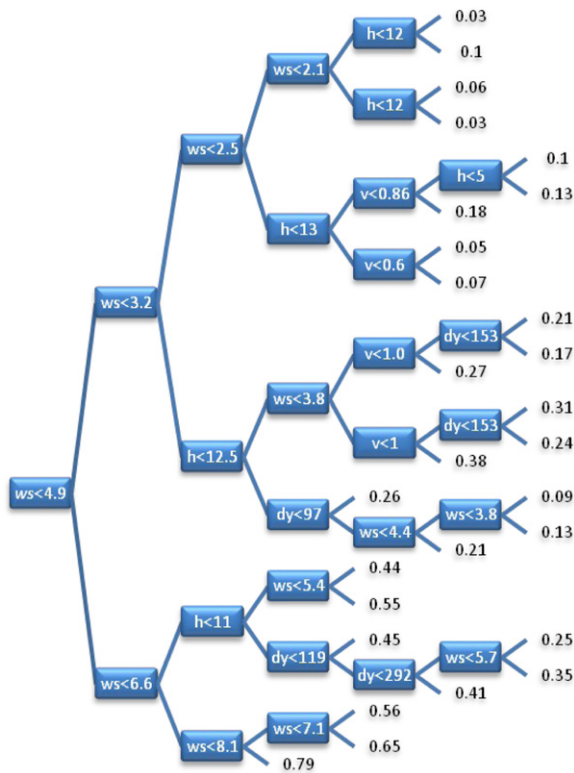 0.03
h<12
0.1
ws<2.1
0.06
h<12
0.03
ws<2.5
0.1
h<5
v<0.86
0.13
0.18
h<13
0.05
v<0.6
0.07
ws<3.2
0.21
dy<153
v<1.0
0.17
0.27
ws<3.8
0.31
dy<153
v<1
0.24
0.38
h<12.5
ws<4.9
0.26
0.09
dy<97
ws<3.8
ws<4.4
0.13
0.21
0.44
ws<5.4
0.55
h<11
0.45
0.25
dy<119
ws<5.7
dy<292
0.35
0.41
ws<6.6
0.56
ws<7.1
0.65
ws<8.1
0.79